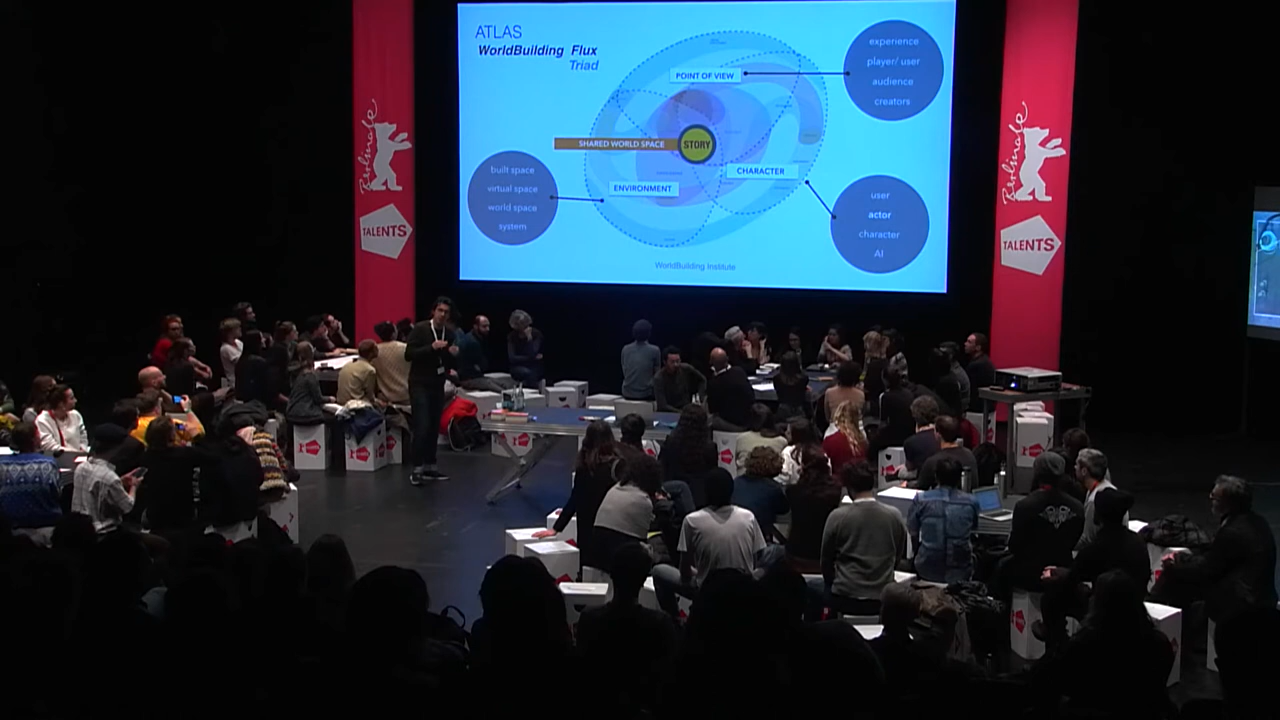 ATLAS
WorldBuilding Flux
Triad
POINT OF VIEW
experience
player/ user
audience
creators
SHARED WORLD SPACE
STORY
CHARACTER
ENVIRONMENT
built space
virtual space
world space
system
user
actor
character
AI
WorldBuilding Institute
Berlinale
TALENTS
Berlinale
TALENTS